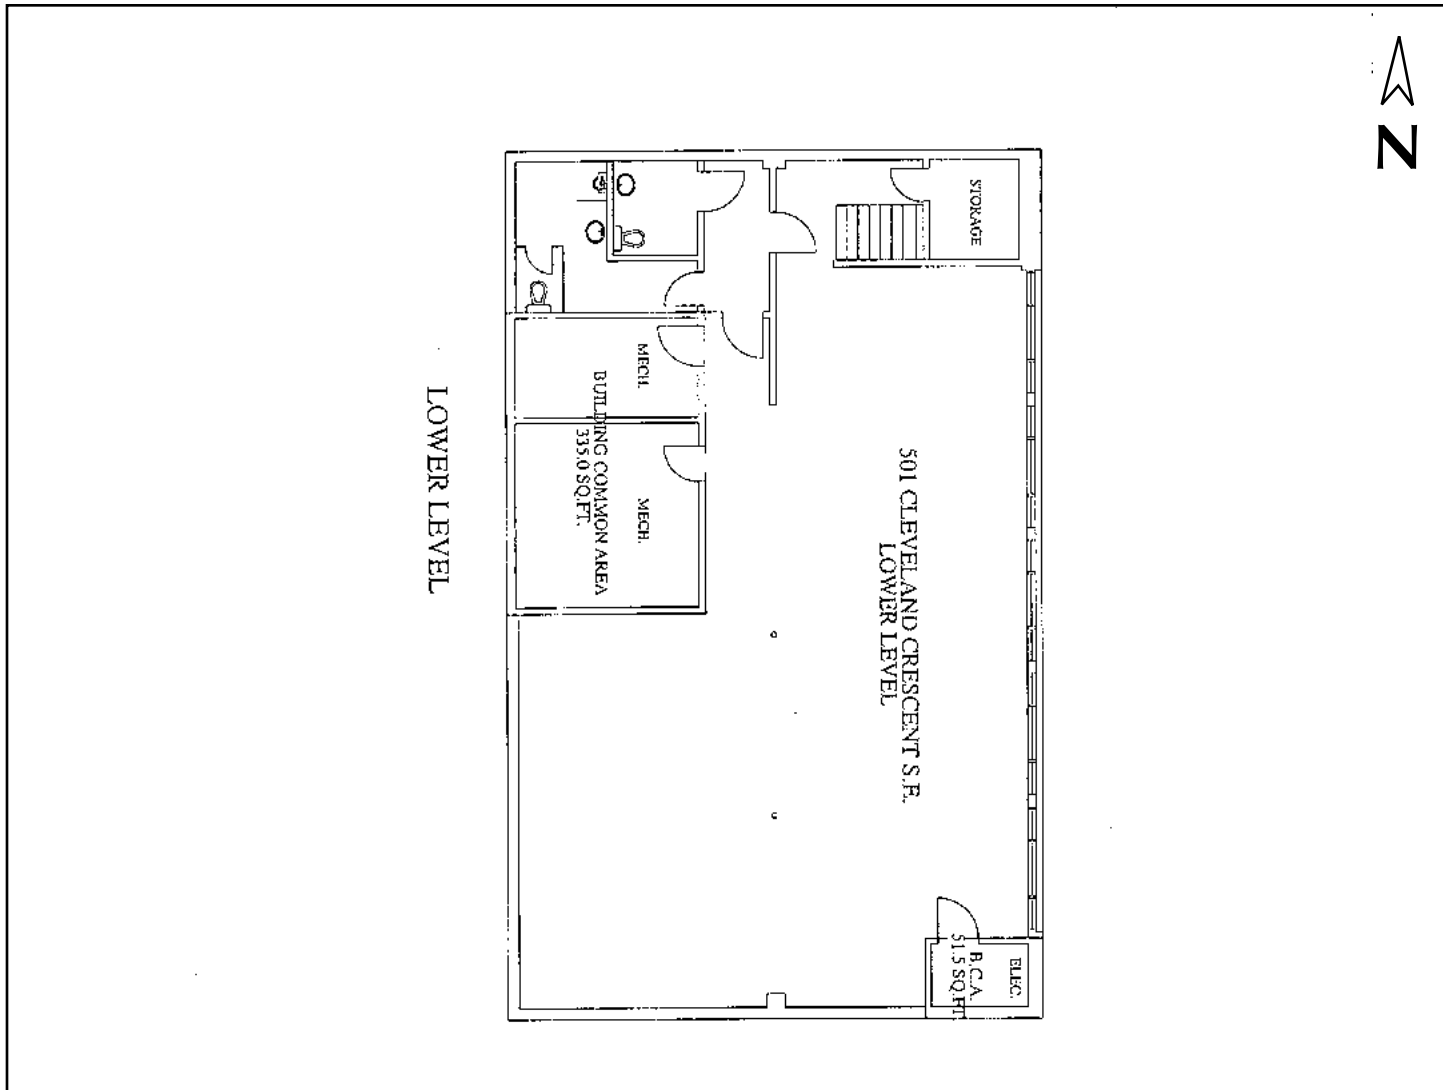 N
STORAGE
MECH.
BUILDING COMMON AREA
335.0 SQ.FT.
MECH.
501 CLEVELAND CRESCENT S.E.
LOWER LEVEL
ELEC.
B.C.A.
51.5 SQ.FT
LOWER LEVEL